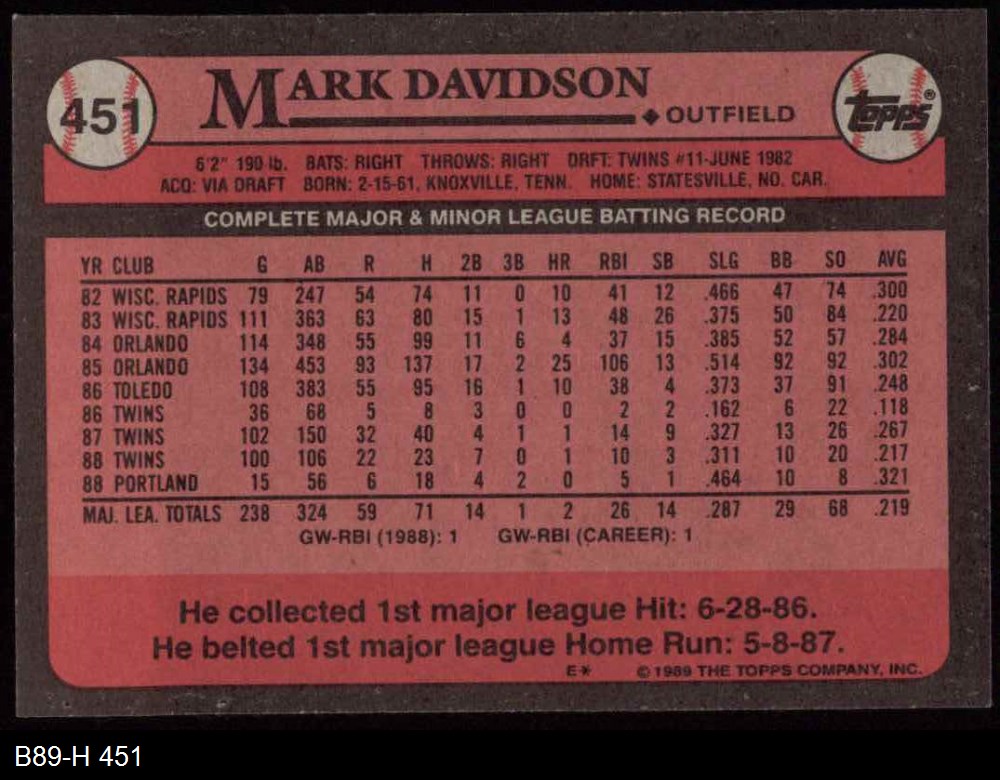 451
MARK DAVIDSON
◆ OUTFIELD
topps®
6'2" 190 lb. BATS: RIGHT THROWS: RIGHT DRFT: TWINS #11-JUNE 1982
ACQ: VIA DRAFT BORN: 2-15-61, KNOXVILLE, TENN. HOME: STATESVILLE, NO. CAR.
COMPLETE MAJOR & MINOR LEAGUE BATTING RECORD
YR CLUB G AB R H 2B 3B HR RBI SB SLG BB SO AVG
82 WISC. RAPIDS 79 247 54 74 11 0 10 41 12 .466 47 74 .300
83 WISC. RAPIDS 111 363 63 80 15 1 13 48 26 .375 50 84 .220
84 ORLANDO 114 348 55 99 11 6 4 37 15 .385 52 57 .284
85 ORLANDO 134 453 93 137 17 2 25 106 13 .514 92 92 .302
86 TOLEDO 108 383 55 95 16 1 10 38 4 .373 37 91 .248
86 TWINS 36 68 5 8 3 0 0 2 2 .162 6 22 .118
87 TWINS 102 150 32 40 4 1 1 14 9 .327 13 26 .267
88 TWINS 100 106 22 23 7 0 1 10 3 .311 10 20 .217
88 PORTLAND 15 56 6 18 4 2 0 5 1 .464 10 8 .321
MAJ. LEA. TOTALS 238 324 59 71 14 1 2 26 14 .287 29 68 .219
GW-RBI (1988): 1 GW-RBI (CAREER): 1
He collected 1st major league Hit: 6-28-86.
He belted 1st major league Home Run: 5-8-87.
E* © 1989 THE TOPPS COMPANY, INC.
B89-H 451